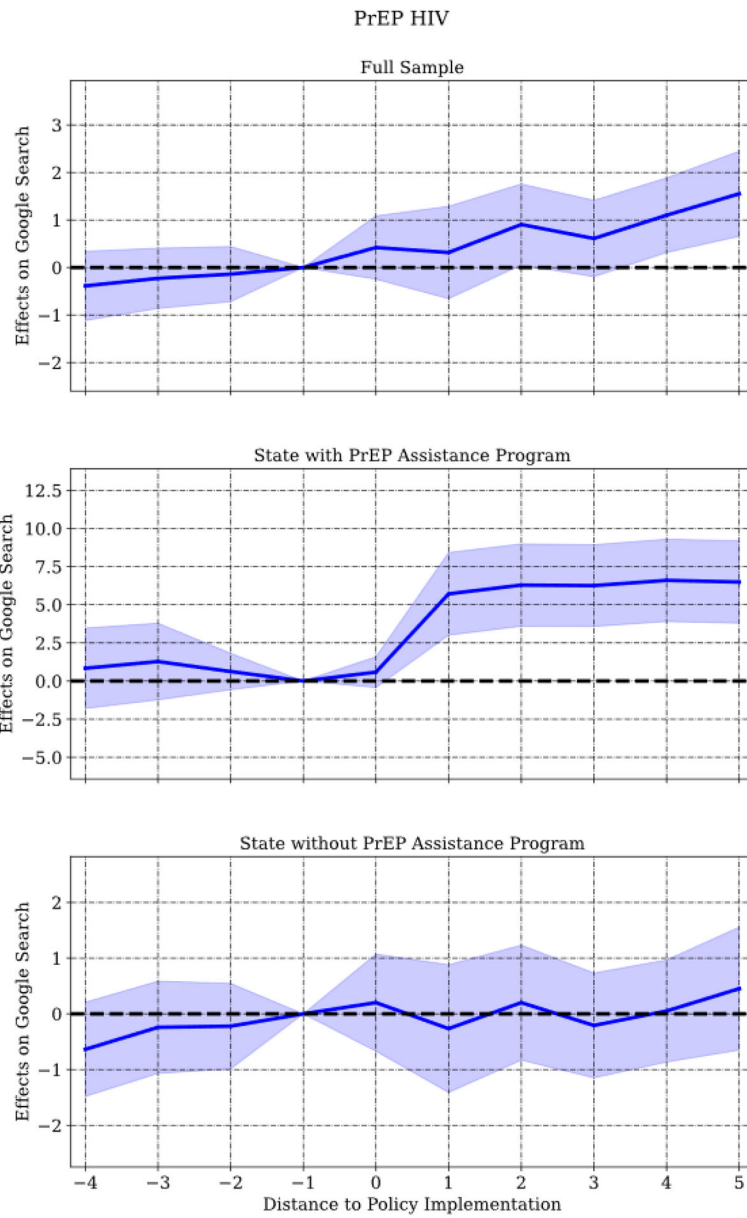 PrEP HIV
Full Sample
Effects on Google Search
3
2
1
0
−1
−2
State with PrEP Assistance Program
Effects on Google Search
12.5
10.0
7.5
5.0
2.5
0.0
−2.5
−5.0
State without PrEP Assistance Program
Effects on Google Search
2
1
0
−1
−2
−4 −3 −2 −1 0 1 2 3 4 5
Distance to Policy Implementation